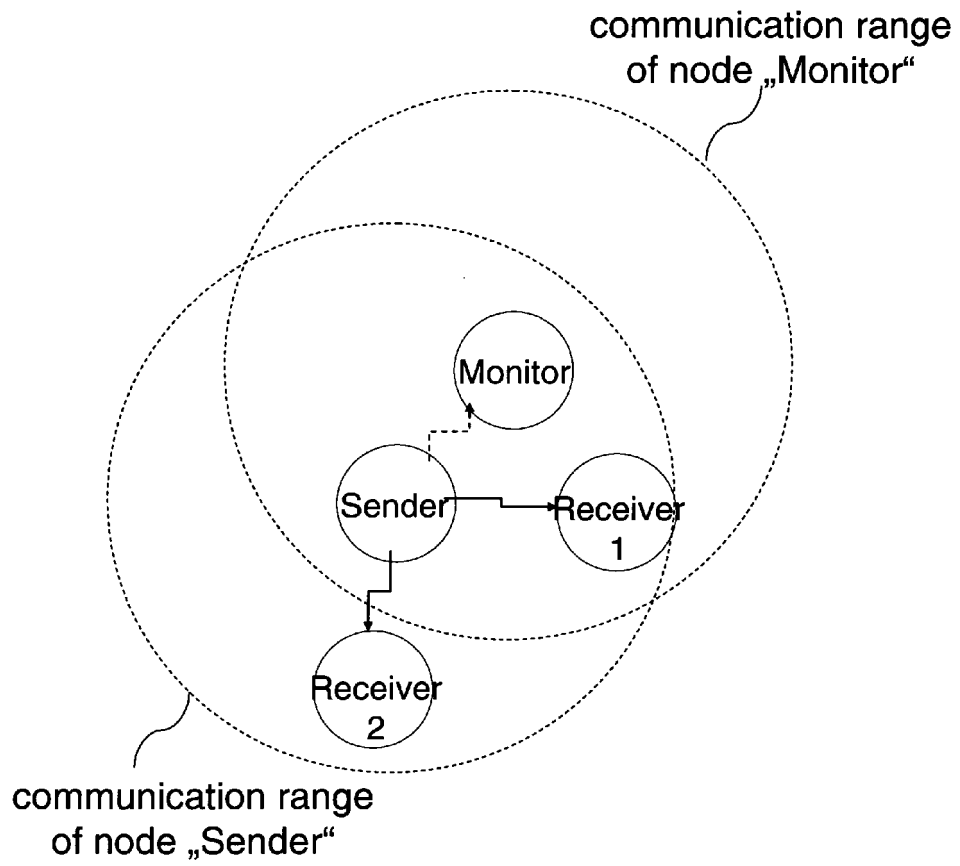 communication range
of node „Monitor“
Monitor
Sender
Receiver
1
Receiver
2
communication range
of node „Sender“